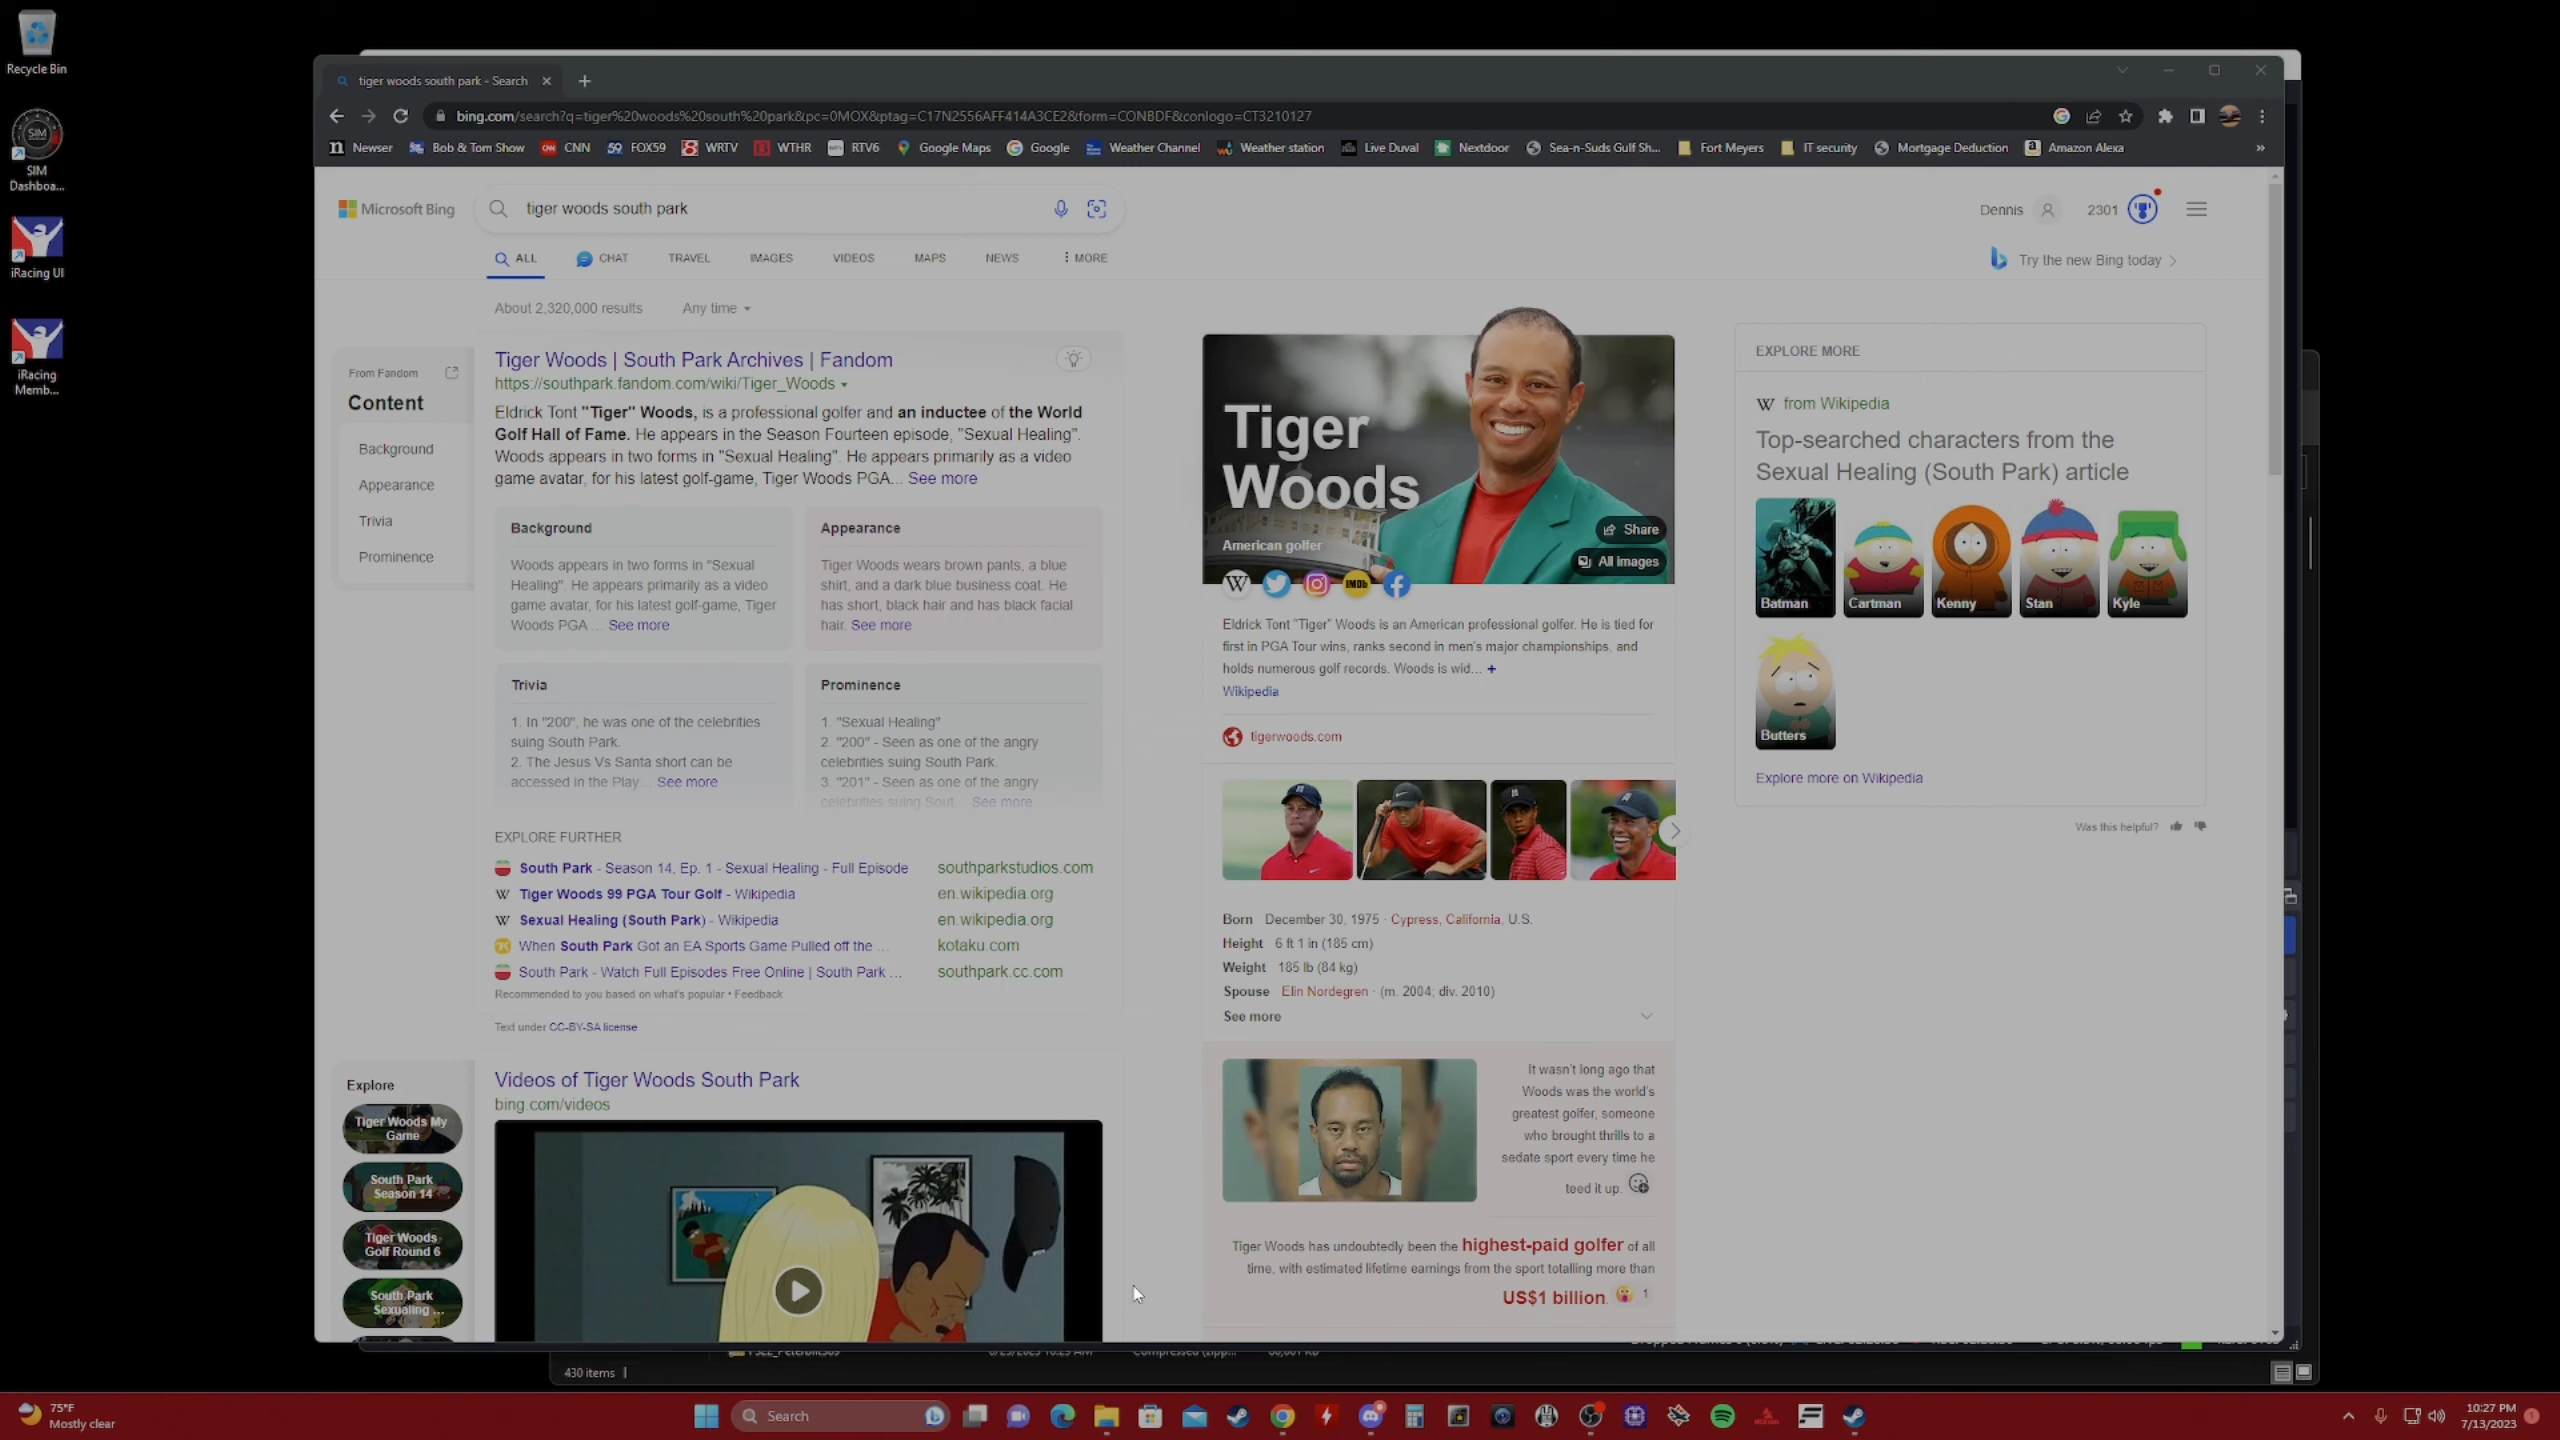 Recycle Bin
SIM
Dashboa...
iRacing UI
iRacing
Memb...
tiger woods south park - Search
bing.com/search?q=tiger%20woods%20south%20park&pc=0MOX&ptag=C17N2556AFF414A3CE2&form=CONBDF&conlogo=CT3210127
Newser Bob & Tom Show CNN FOX59 WRTV WTHR RTV6 Google Maps Google Weather Channel Weather station Live Duval Nextdoor Sea-n-Suds Gulf Sh... Fort Meyers IT security Mortgage Deduction Amazon Alexa »
Microsoft Bing
tiger woods south park
Dennis 2301
ALL CHAT TRAVEL IMAGES VIDEOS MAPS NEWS MORE
Try the new Bing today
About 2,320,000 results Any time
From Fandom
Content
Background
Appearance
Trivia
Prominence
Tiger Woods | South Park Archives | Fandom
https://southpark.fandom.com/wiki/Tiger_Woods
Eldrick Tont "Tiger" Woods, is a professional golfer and an inductee of the World
Golf Hall of Fame. He appears in the Season Fourteen episode, "Sexual Healing".
Woods appears in two forms in "Sexual Healing". He appears primarily as a video
game avatar, for his latest golf-game, Tiger Woods PGA... See more
Background
Woods appears in two forms in "Sexual
Healing". He appears primarily as a video
game avatar, for his latest golf-game, Tiger
Woods PGA ... See more
Appearance
Tiger Woods wears brown pants, a blue
shirt, and a dark blue business coat. He
has short, black hair and has black facial
hair. See more
Trivia
1. In "200", he was one of the celebrities
suing South Park.
2. The Jesus Vs Santa short can be
accessed in the Play... See more
Prominence
1. "Sexual Healing"
2. "200" - Seen as one of the angry
celebrities suing South Park.
3. "201" - Seen as one of the angry
celebrities suing Sout... See more
EXPLORE FURTHER
South Park - Season 14, Ep. 1 - Sexual Healing - Full Episode southparkstudios.com
Tiger Woods 99 PGA Tour Golf - Wikipedia en.wikipedia.org
Sexual Healing (South Park) - Wikipedia en.wikipedia.org
When South Park Got an EA Sports Game Pulled off the ... kotaku.com
South Park - Watch Full Episodes Free Online | South Park ... southpark.cc.com
Recommended to you based on what's popular • Feedback
Text under CC-BY-SA license
Explore
Tiger Woods My
Game
South Park
Season 14
Tiger Woods
Golf Round 6
South Park
Sexualing ...
Videos of Tiger Woods South Park
bing.com/videos
Tiger
Woods
American golfer
Share
All images
IMDb
Eldrick Tont "Tiger" Woods is an American professional golfer. He is tied for
first in PGA Tour wins, ranks second in men's major championships, and
holds numerous golf records. Woods is wid... +
Wikipedia
tigerwoods.com
Born December 30, 1975 · Cypress, California, U.S.
Height 6 ft 1 in (185 cm)
Weight 185 lb (84 kg)
Spouse Elin Nordegren · (m. 2004; div. 2010)
See more
It wasn't long ago that
Woods was the world's
greatest golfer, someone
who brought thrills to a
sedate sport every time he
teed it up.
Tiger Woods has undoubtedly been the highest-paid golfer of all
time, with estimated lifetime earnings from the sport totalling more than
US$1 billion. 1
EXPLORE MORE
W from Wikipedia
Top-searched characters from the
Sexual Healing (South Park) article
Batman Cartman Kenny Stan Kyle
Butters
Explore more on Wikipedia
Was this helpful?
430 items
75°F
Mostly clear
Search
10:27 PM
7/13/2023
1